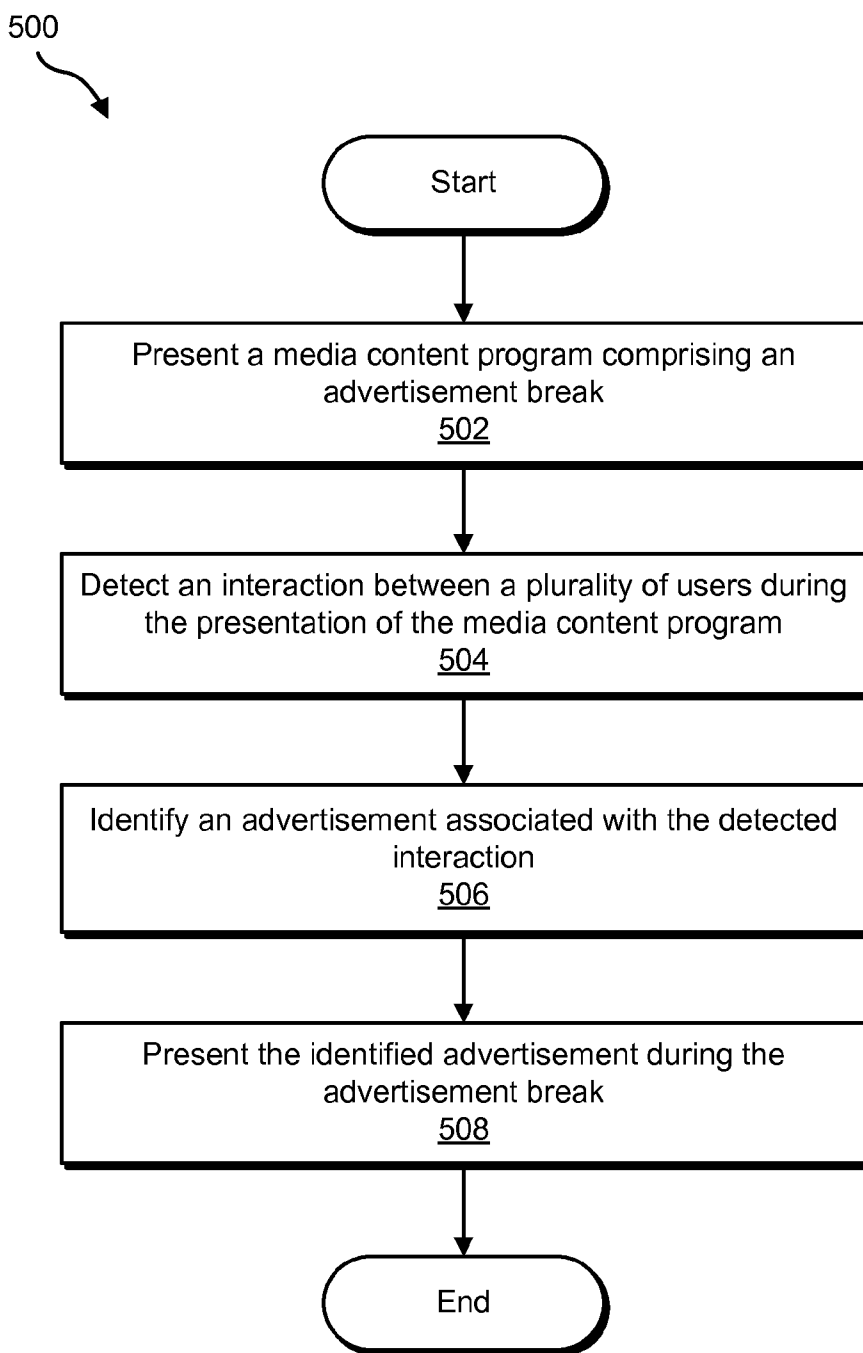 500
Start
Present a media content program comprising an
advertisement break
502
Detect an interaction between a plurality of users during
the presentation of the media content program
504
Identify an advertisement associated with the detected
interaction
506
Present the identified advertisement during the
advertisement break
508
End